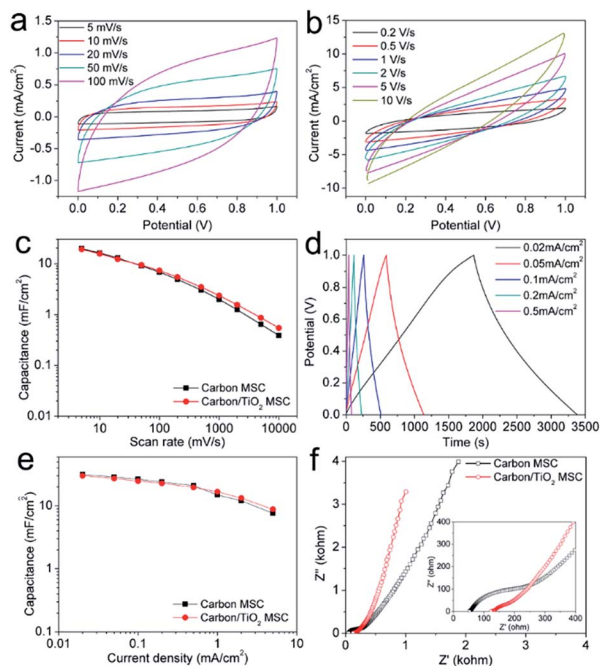 a
5 mV/s
10 mV/s
20 mV/s
50 mV/s
100 mV/s
Current (mA/cm²)
1.5
1.0
0.5
0.0
-0.5
-1.0
0.0 0.2 0.4 0.6 0.8 1.0
Potential (V)
b
0.2 V/s
0.5 V/s
1 V/s
2 V/s
5 V/s
10 V/s
Current (mA/cm²)
15
10
5
0
-5
-10
0.0 0.2 0.4 0.6 0.8 1.0
Potential (V)
c
Capacitance (mF/cm²)
10
1
0.1
0.01
Carbon MSC
Carbon/TiO₂ MSC
10 100 1000 10000
Scan rate (mV/s)
d
0.02mA/cm²
0.05mA/cm²
0.1mA/cm²
0.2mA/cm²
0.5mA/cm²
Potential (V)
1.0
0.8
0.6
0.4
0.2
0.0
0 500 1000 1500 2000 2500 3000 3500
Time (s)
e
Capacitance (mF/cm²)
10
1
0.1
Carbon MSC
Carbon/TiO₂ MSC
0.1 1 10
Current density (mA/cm²)
f
Carbon MSC
Carbon/TiO₂ MSC
Z'' (kohm)
4
3
2
1
0
0 1 2 3 4
Z' (kohm)
Z'' (ohm)
400
300
200
100
0
0 100 200 300 400
Z' (ohm)